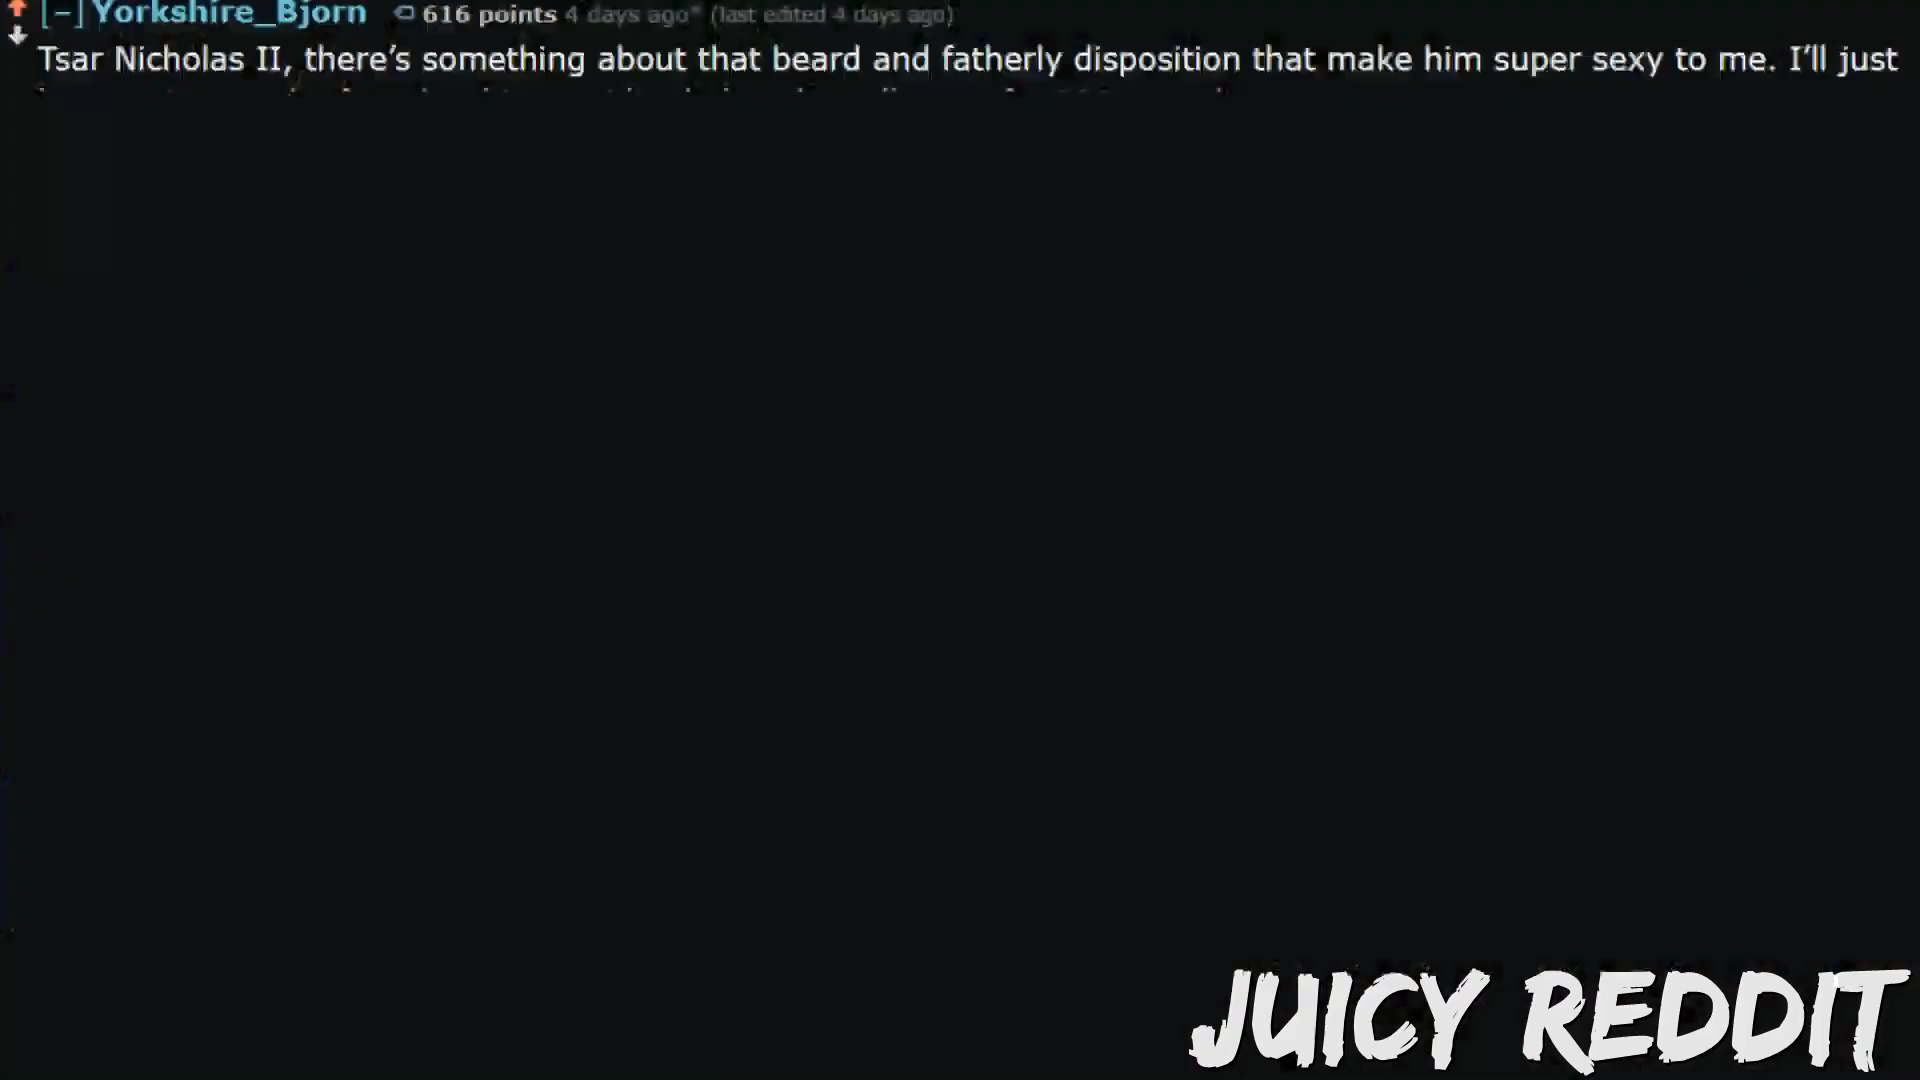 [–] Yorkshire_Bjorn 616 points 4 days ago* (last edited 4 days ago)
Tsar Nicholas II, there’s something about that beard and fatherly disposition that make him super sexy to me. I’ll just
JUICY REDDIT